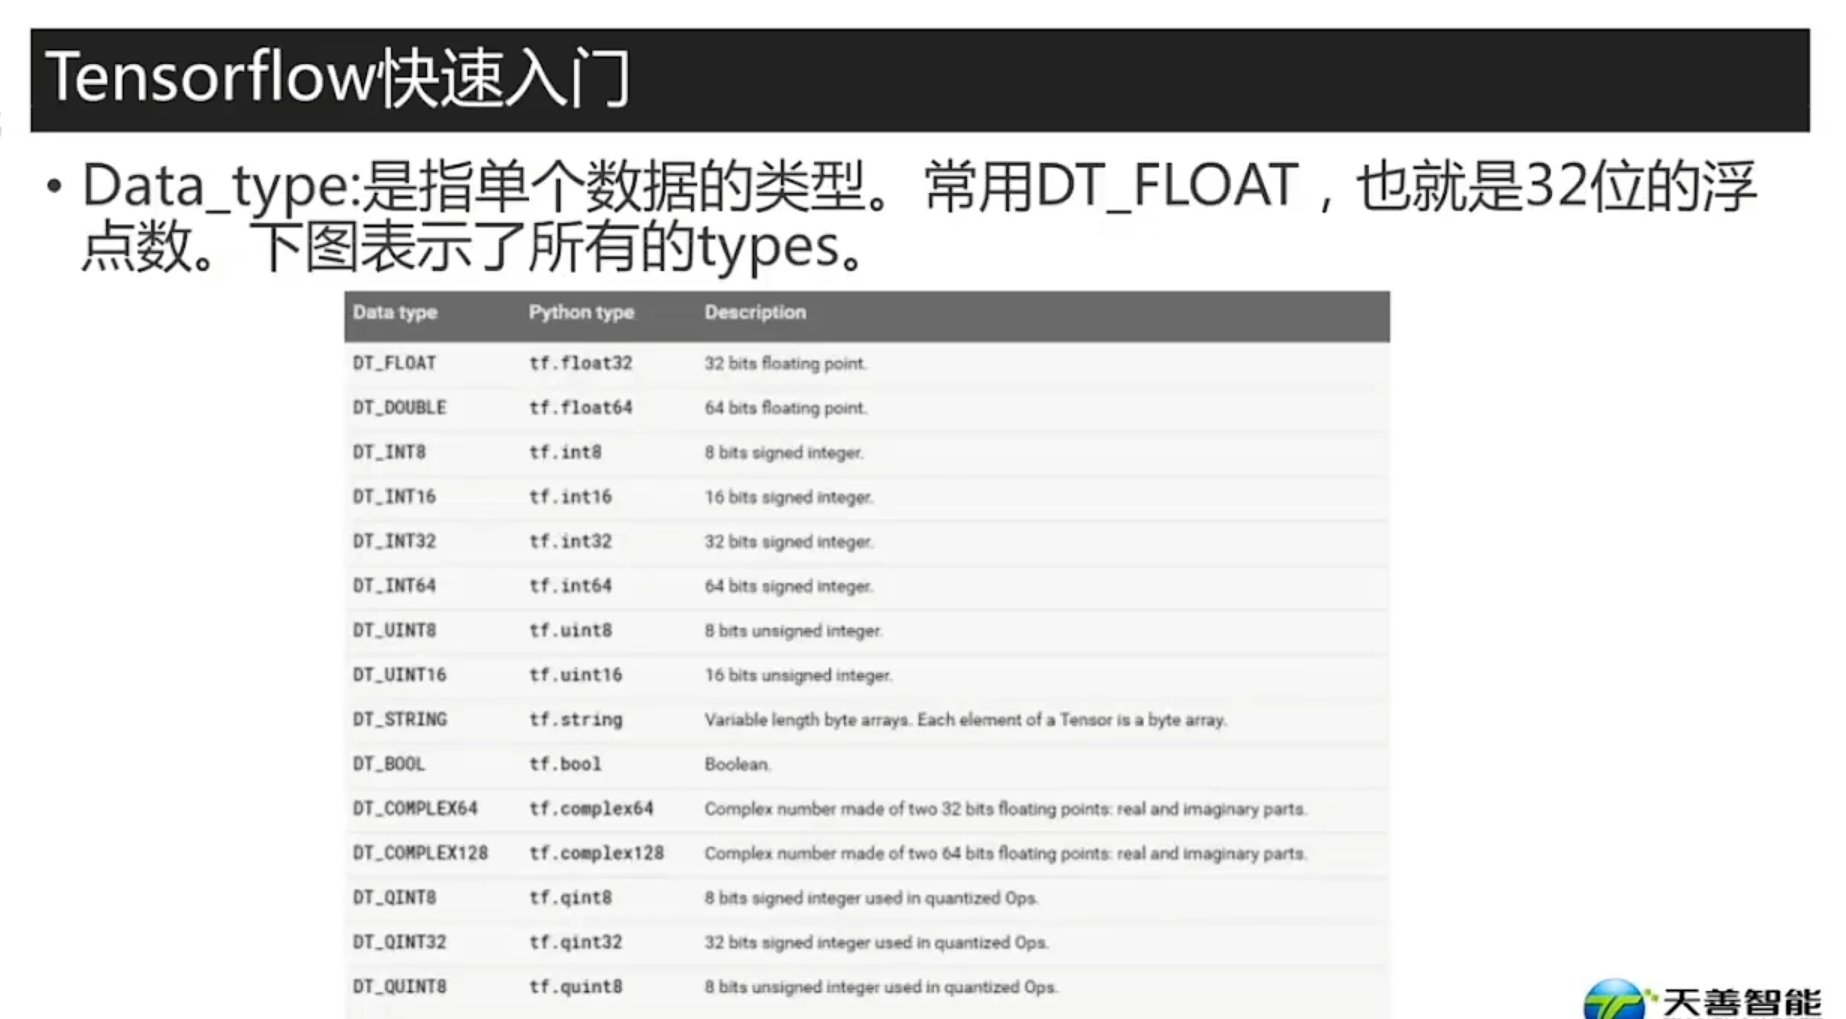 Tensorflow快速入门
• Data_type:是指单个数据的类型。常用DT_FLOAT，也就是32位的浮
点数。下图表示了所有的types。
Data type Python type Description
DT_FLOAT tf.float32 32 bits floating point.
DT_DOUBLE tf.float64 64 bits floating point.
DT_INT8 tf.int8 8 bits signed integer.
DT_INT16 tf.int16 16 bits signed integer.
DT_INT32 tf.int32 32 bits signed integer.
DT_INT64 tf.int64 64 bits signed integer.
DT_UINT8 tf.uint8 8 bits unsigned integer.
DT_UINT16 tf.uint16 16 bits unsigned integer.
DT_STRING tf.string Variable length byte arrays. Each element of a Tensor is a byte array.
DT_BOOL tf.bool Boolean.
DT_COMPLEX64 tf.complex64 Complex number made of two 32 bits floating points: real and imaginary parts.
DT_COMPLEX128 tf.complex128 Complex number made of two 64 bits floating points: real and imaginary parts.
DT_QINT8 tf.qint8 8 bits signed integer used in quantized Ops.
DT_QINT32 tf.qint32 32 bits signed integer used in quantized Ops.
DT_QUINT8 tf.quint8 8 bits unsigned integer used in quantized Ops.
天善智能